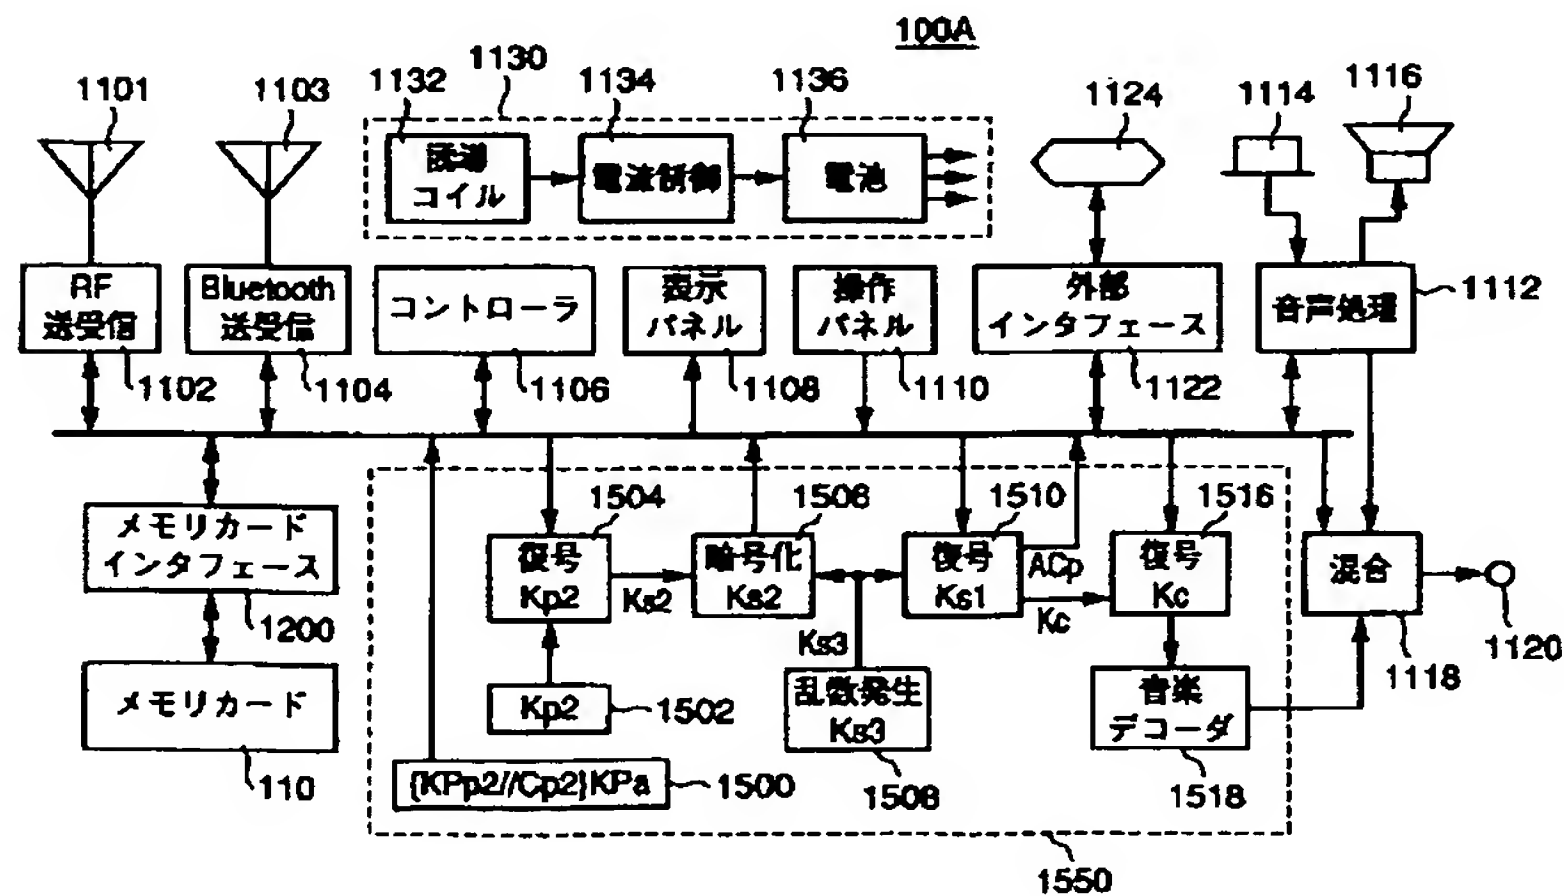 100A
1130
1132
1134
1136
1101
1103
1124
1114
1116
誘導
コイル
電流制御
電池
RF
送受信
Bluetooth
送受信
コントローラ
表示
パネル
操作
パネル
外部
インタフェース
音声処理
1112
1102
1104
1106
1108
1110
1122
メモリカード
インタフェース
1200
メモリカード
110
1504
1506
1510
1516
復号
Kp2
Ks2
暗号化
Ks2
Ks3
復号
Ks1
ACp
Kc
復号
Kc
混合
1118
1120
Kp2
1502
乱数発生
Ks3
1508
音楽
デコーダ
1518
{KPp2//Cp2}KPa
1500
1550